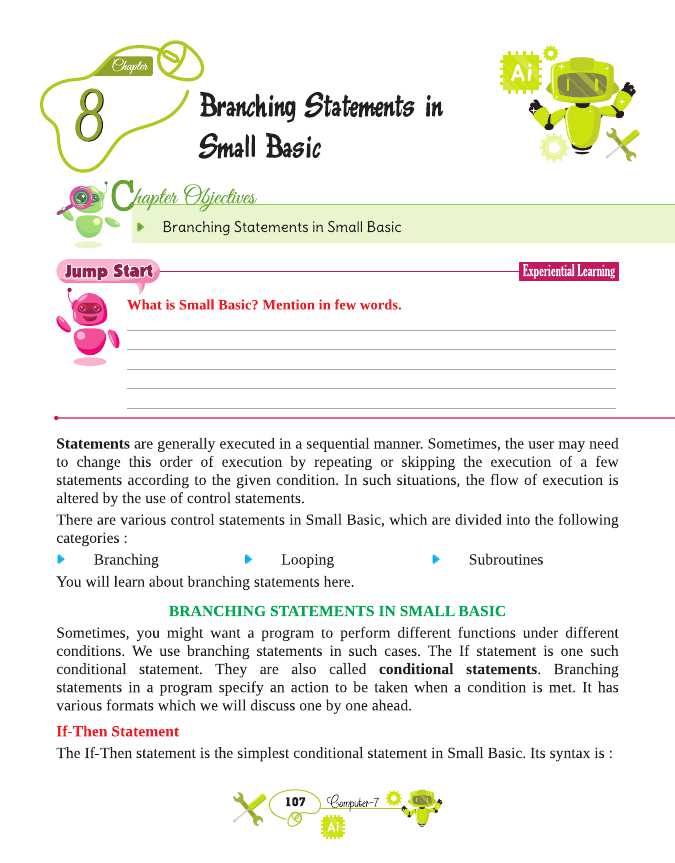 Chapter
8
Branching Statements in
Small Basic
Ai
Chapter Objectives
Branching Statements in Small Basic
Jump Start
Experiential Learning
What is Small Basic? Mention in few words.
Statements are generally executed in a sequential manner. Sometimes, the user may need
to change this order of execution by repeating or skipping the execution of a few
statements according to the given condition. In such situations, the flow of execution is
altered by the use of control statements.
There are various control statements in Small Basic, which are divided into the following
categories :
Branching Looping Subroutines
You will learn about branching statements here.
BRANCHING STATEMENTS IN SMALL BASIC
Sometimes, you might want a program to perform different functions under different
conditions. We use branching statements in such cases. The If statement is one such
conditional statement. They are also called conditional statements. Branching
statements in a program specify an action to be taken when a condition is met. It has
various formats which we will discuss one by one ahead.
If-Then Statement
The If-Then statement is the simplest conditional statement in Small Basic. Its syntax is :
107 Computer-7
Ai